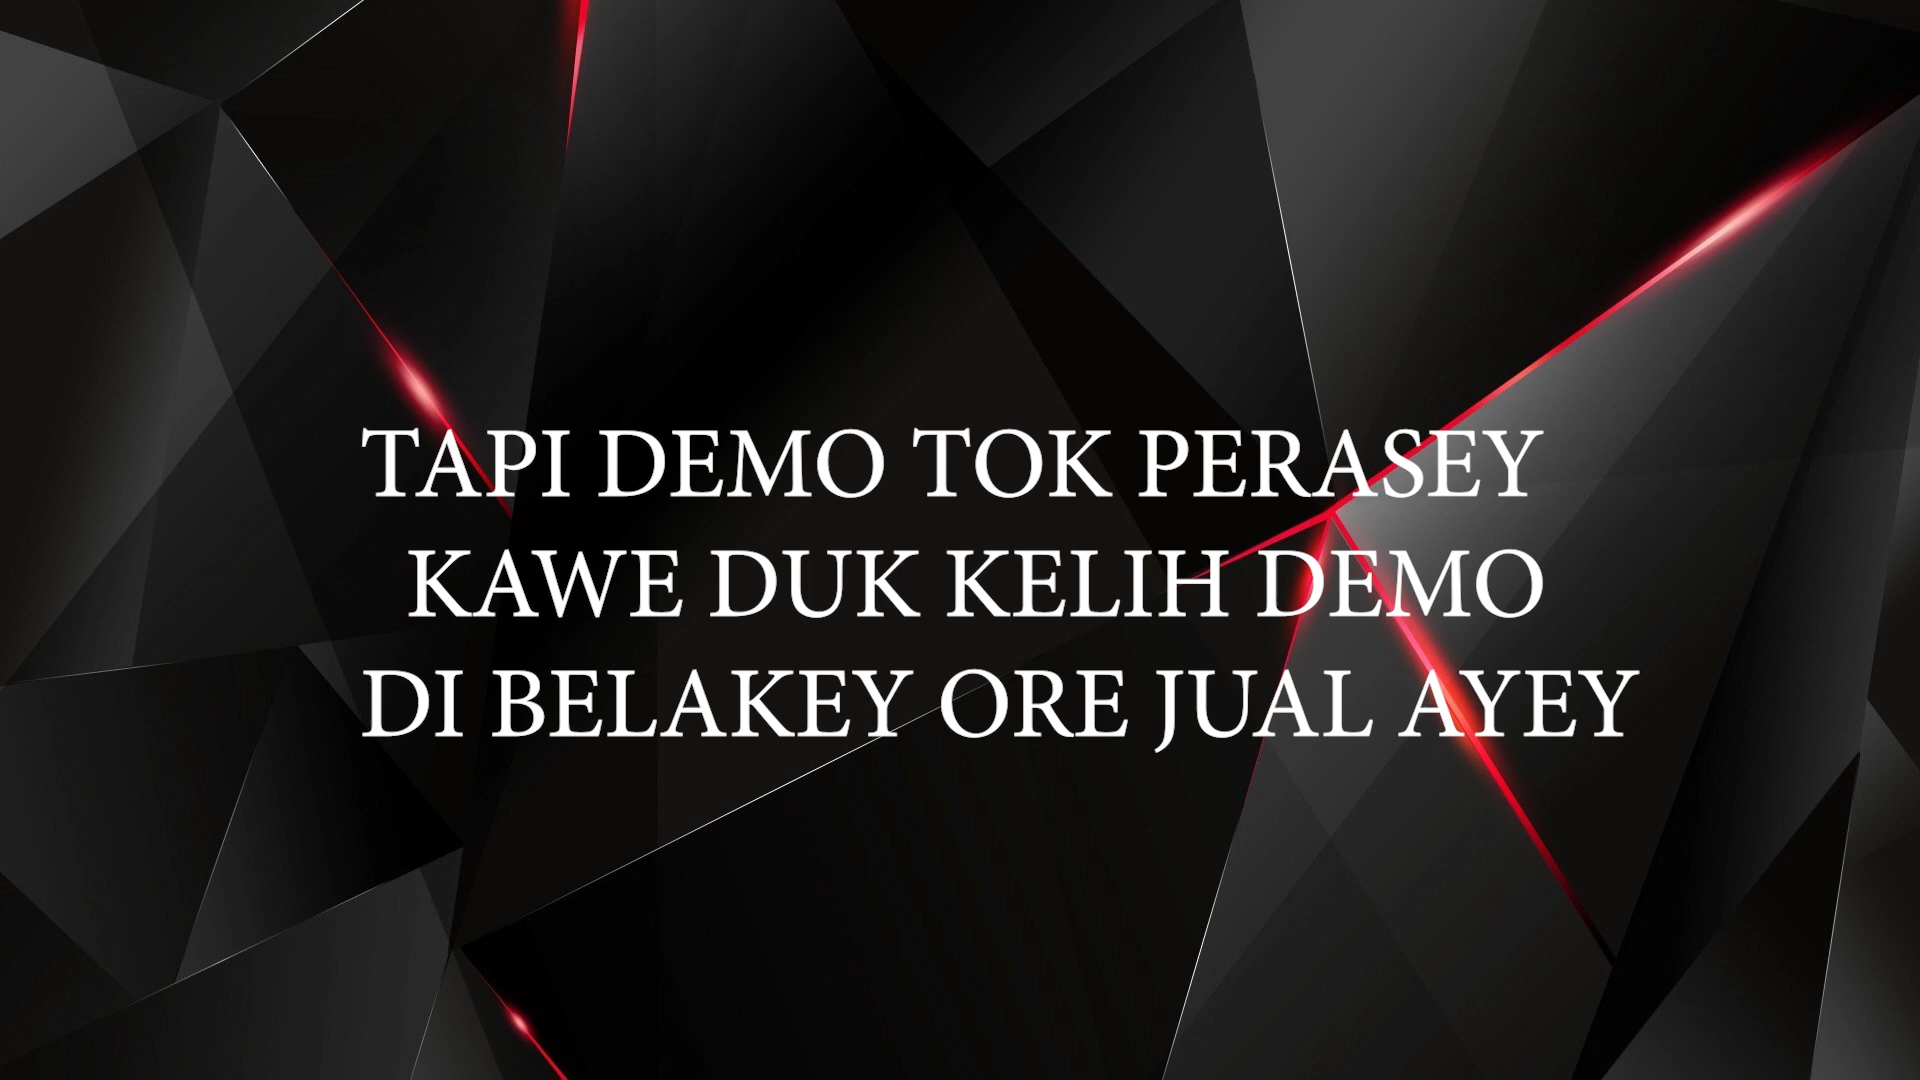 TAPI DEMO TOK PERASEY
KAWE DUK KELIH DEMO
DI BELAKEY ORE JUAL AYEY